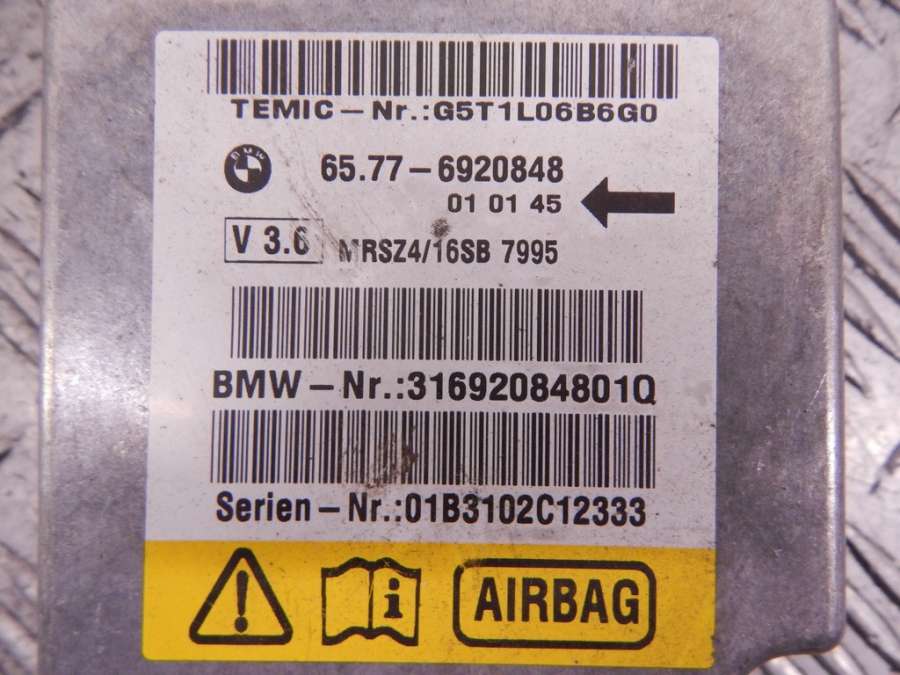 TEMIC-Nr.:G5T1L06B6G0
BMW
65.77-6920848
01 01 45
V 3.6
MRSZ4/16SB 7995
BMW-Nr.:31692084801Q
Serien-Nr.:01B3102C12333
i
AIRBAG